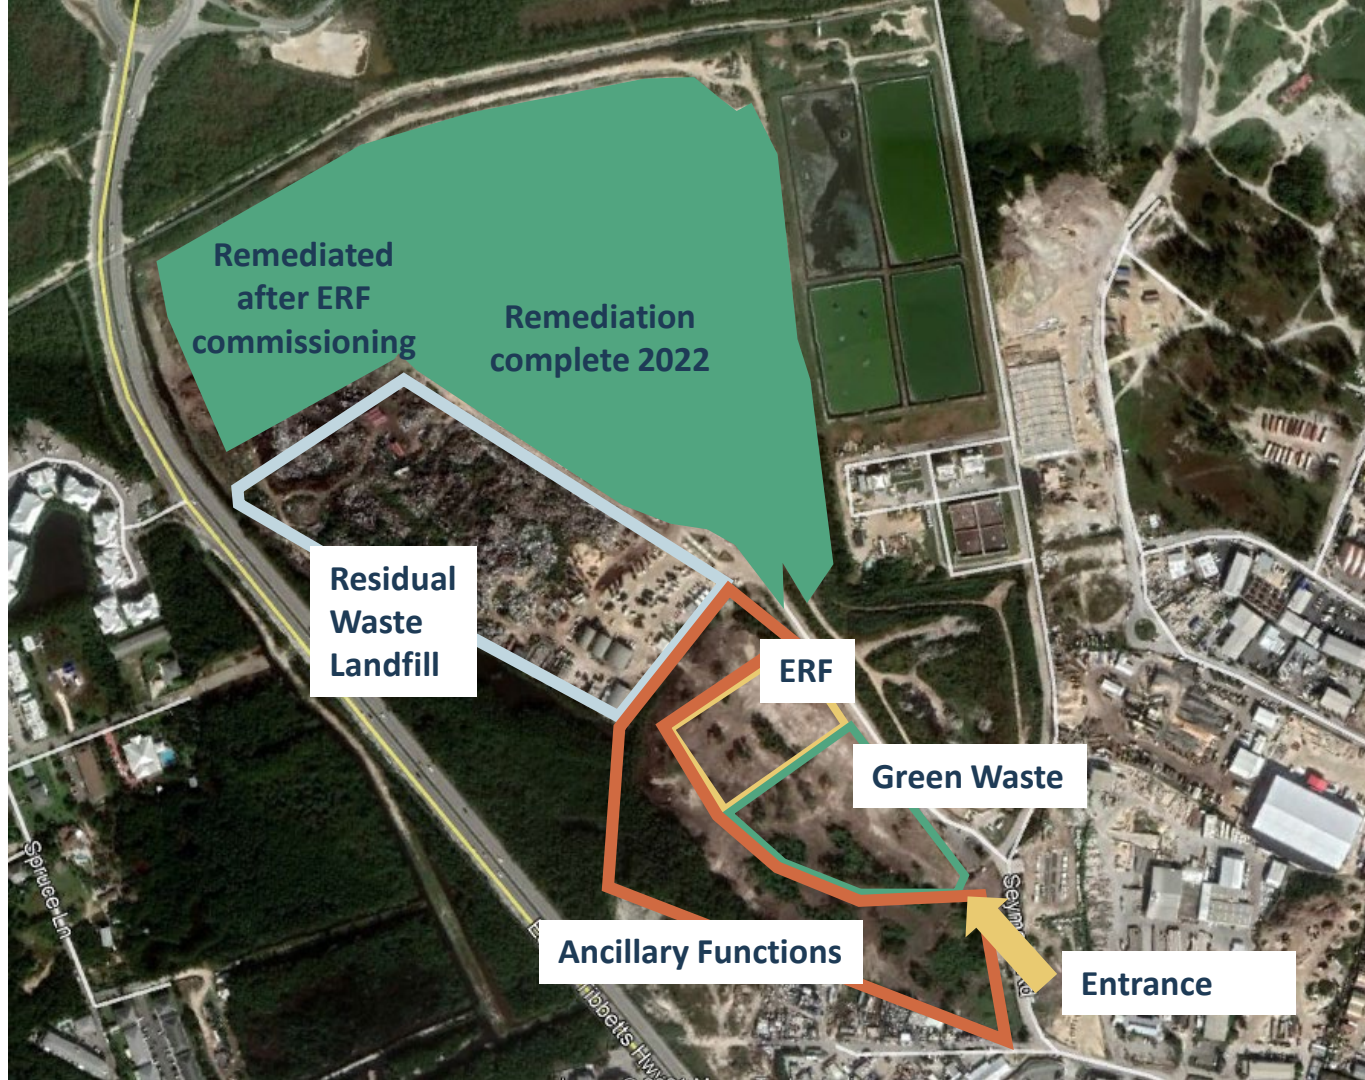 Remediated
after ERF
commissioning
Remediation
complete 2022
Residual
Waste
Landfill
ERF
Green Waste
Ancillary Functions
Entrance
Spruce Ln